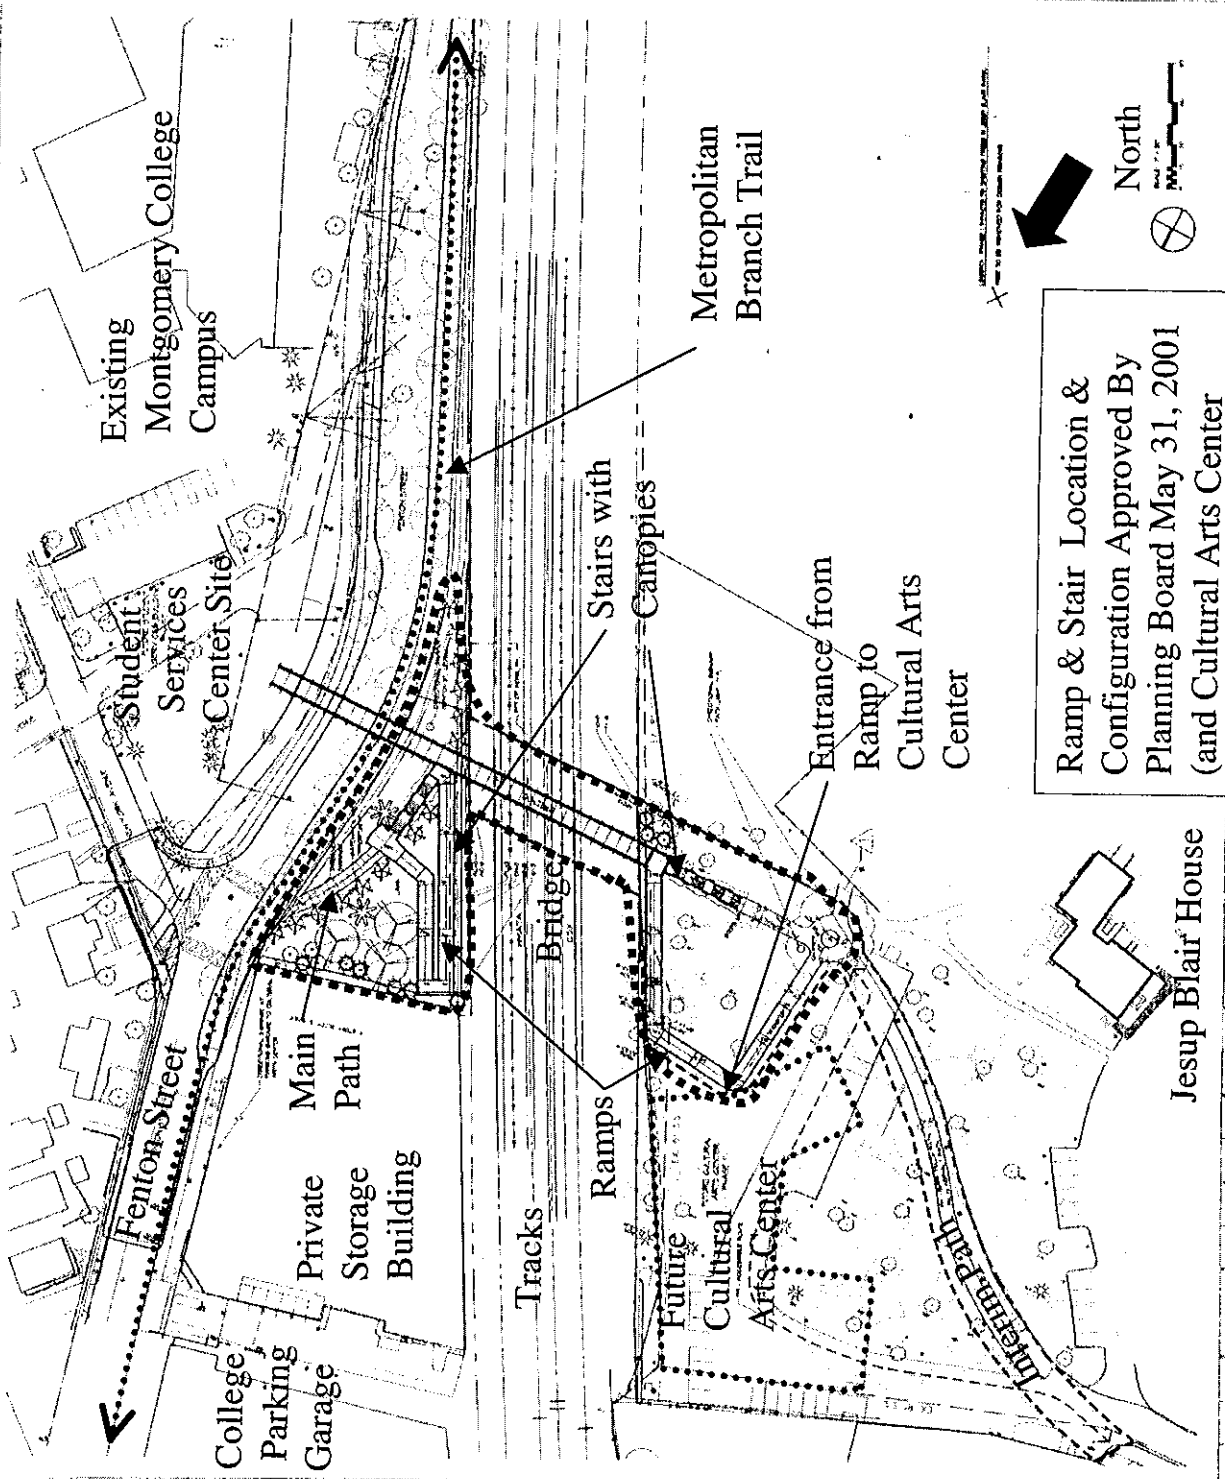 Existing
Montgomery College
Campus
Student
Services
Center Site
Metropolitan
Branch Trail
North
Stairs with
Canopies
Fenton Street
Main
Path
Bridge
Entrance from
Ramp to
Cultural Arts
Center
Private
Storage
Building
Ramps
Tracks
College
Parking
Garage
Future
Cultural
Arts Center
Interim Path
Jesup Blair House
Ramp & Stair Location &
Configuration Approved By
Planning Board May 31, 2001
(and Cultural Arts Center